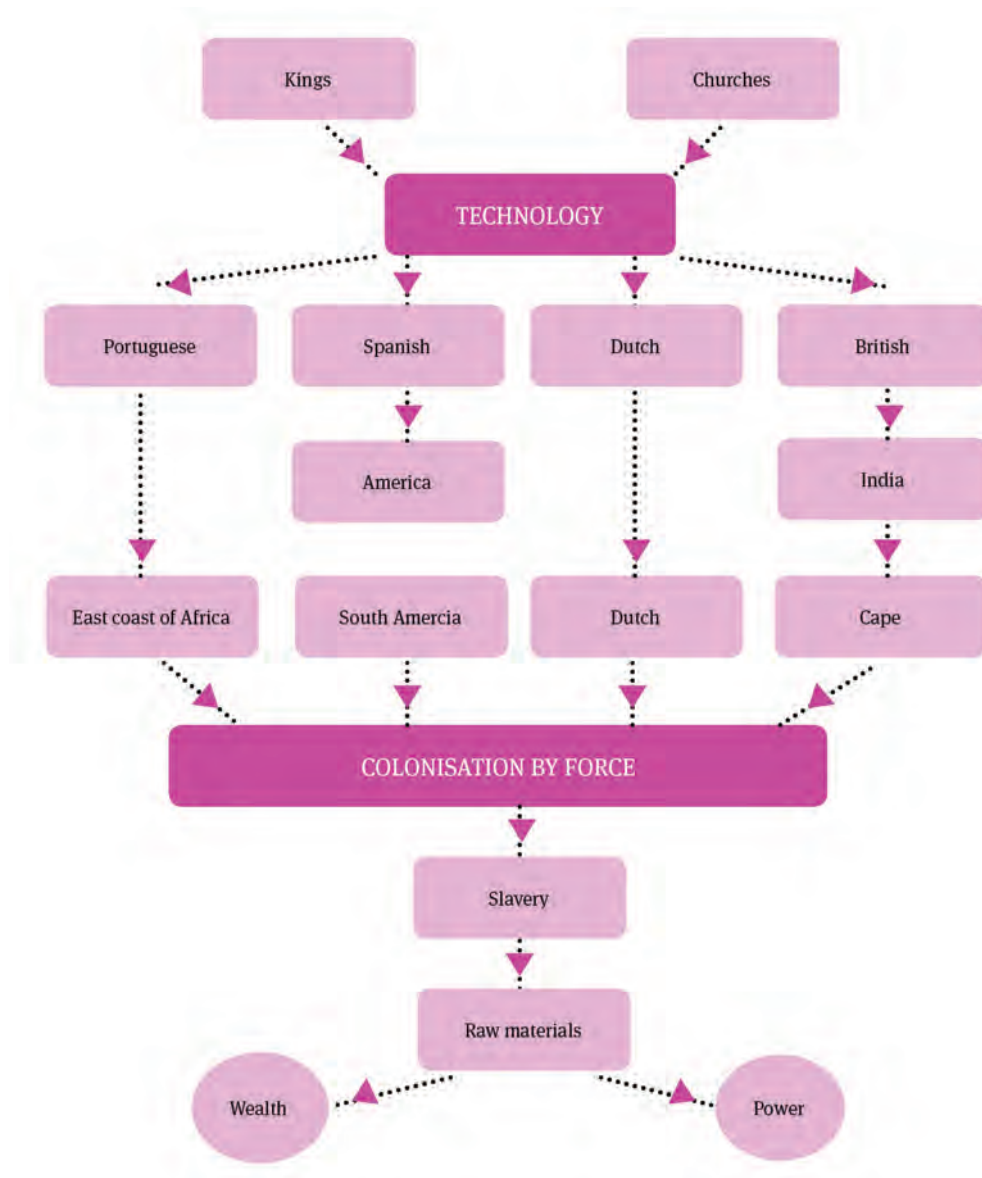 Kings
Churches
TECHNOLOGY
Portuguese
Spanish
Dutch
British
America
India
East coast of Africa
South Amercia
Dutch
Cape
COLONISATION BY FORCE
Slavery
Raw materials
Wealth
Power